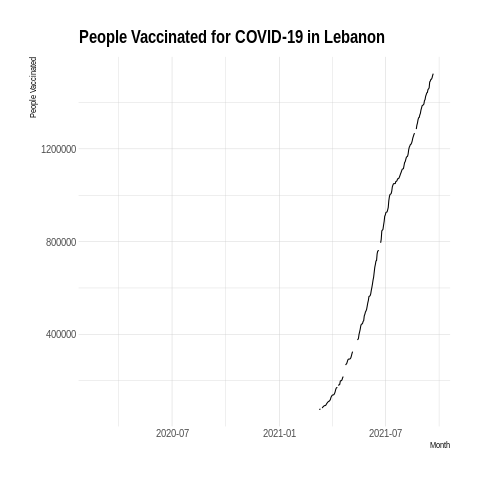 People Vaccinated for COVID-19 in Lebanon
People Vaccinated
1200000
800000
400000
2020-07
2021-01
2021-07
Month